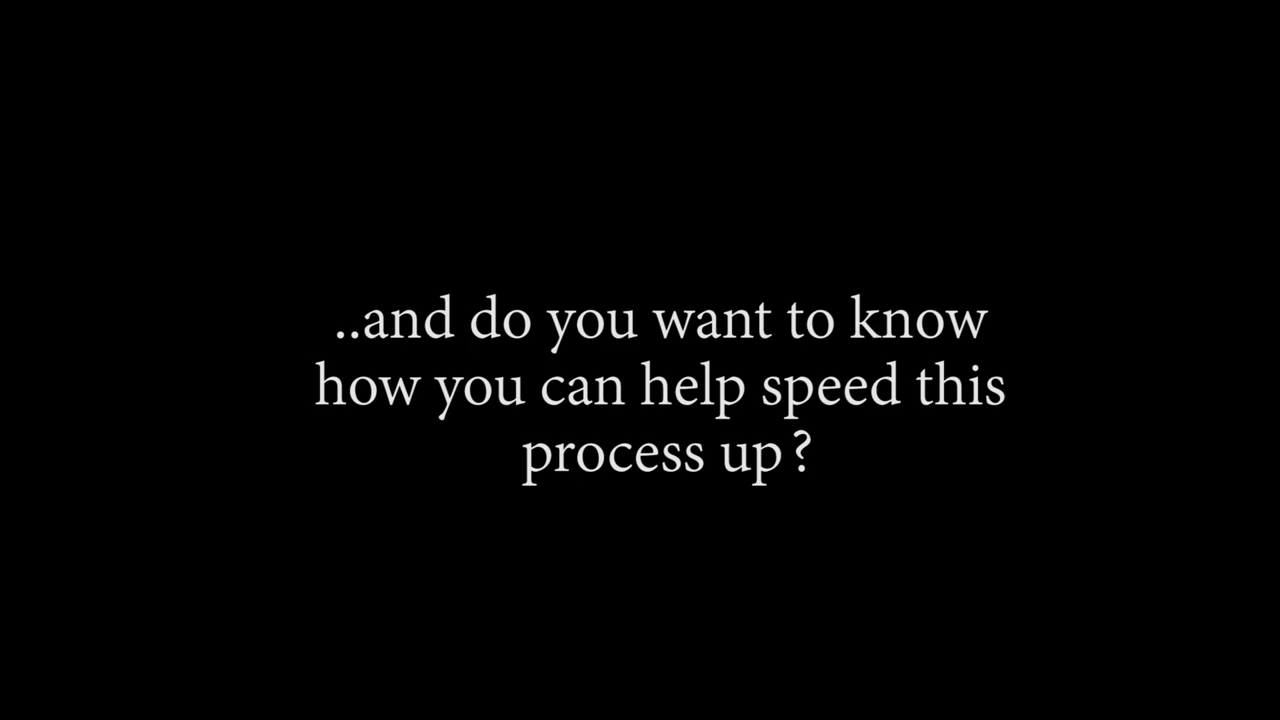 ..and do you want to know
how you can help speed this
process up?